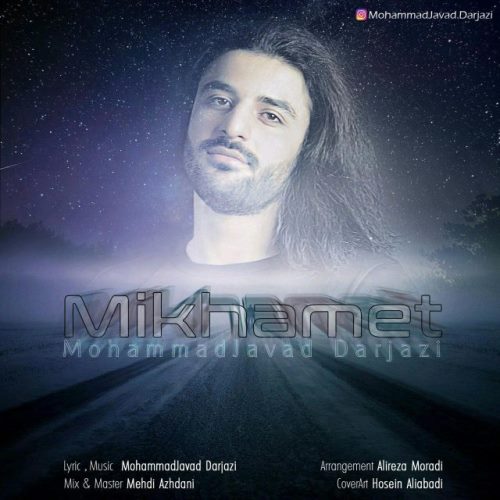 MohammadJavad.Darjazi
Mikhamet
MohammadJavad Darjazi
Lyric , Music MohammadJavad Darjazi
Mix & Master Mehdi Azhdani
Arrangement Alireza Moradi
CoverArt Hosein Aliabadi